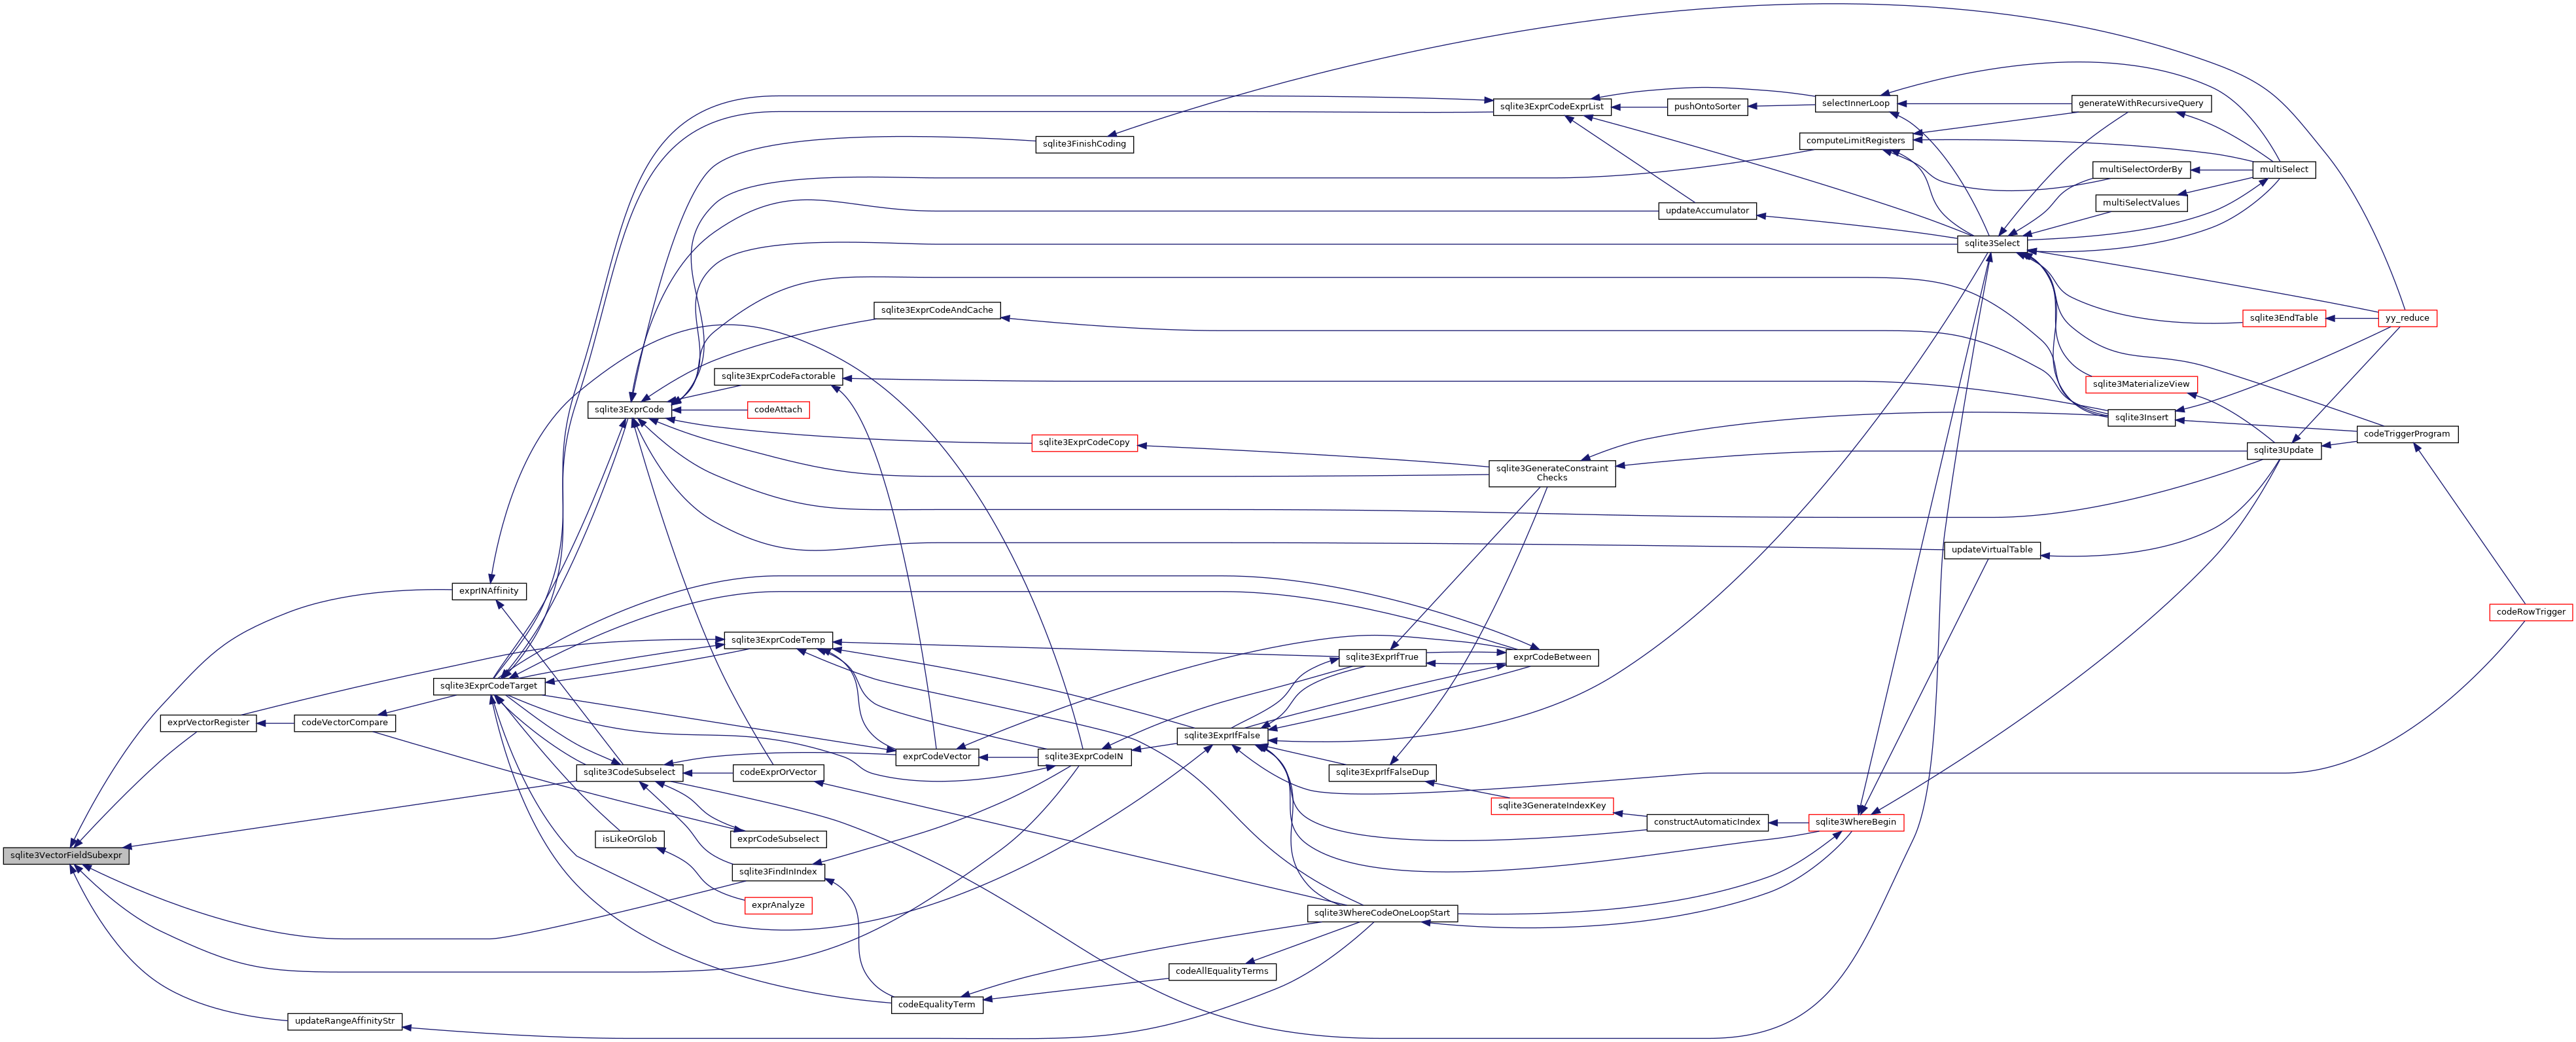 sqlite3ExprCodeExprList
pushOntoSorter
selectInnerLoop
generateWithRecursiveQuery
sqlite3FinishCoding
computeLimitRegisters
multiSelectOrderBy
multiSelect
multiSelectValues
updateAccumulator
sqlite3Select
sqlite3ExprCodeAndCache
sqlite3EndTable
yy_reduce
sqlite3ExprCodeFactorable
sqlite3MaterializeView
sqlite3ExprCode
codeAttach
sqlite3Insert
sqlite3ExprCodeCopy
codeTriggerProgram
sqlite3GenerateConstraint
Checks
sqlite3Update
updateVirtualTable
exprINAffinity
codeRowTrigger
sqlite3ExprCodeTemp
sqlite3ExprIfTrue
exprCodeBetween
sqlite3ExprCodeTarget
exprVectorRegister
codeVectorCompare
sqlite3ExprIfFalse
exprCodeVector
sqlite3ExprCodeIN
sqlite3CodeSubselect
codeExprOrVector
sqlite3ExprIfFalseDup
sqlite3GenerateIndexKey
constructAutomaticIndex
sqlite3WhereBegin
isLikeOrGlob
exprCodeSubselect
sqlite3VectorFieldSubexpr
sqlite3FindInIndex
exprAnalyze
sqlite3WhereCodeOneLoopStart
codeAllEqualityTerms
codeEqualityTerm
updateRangeAffinityStr